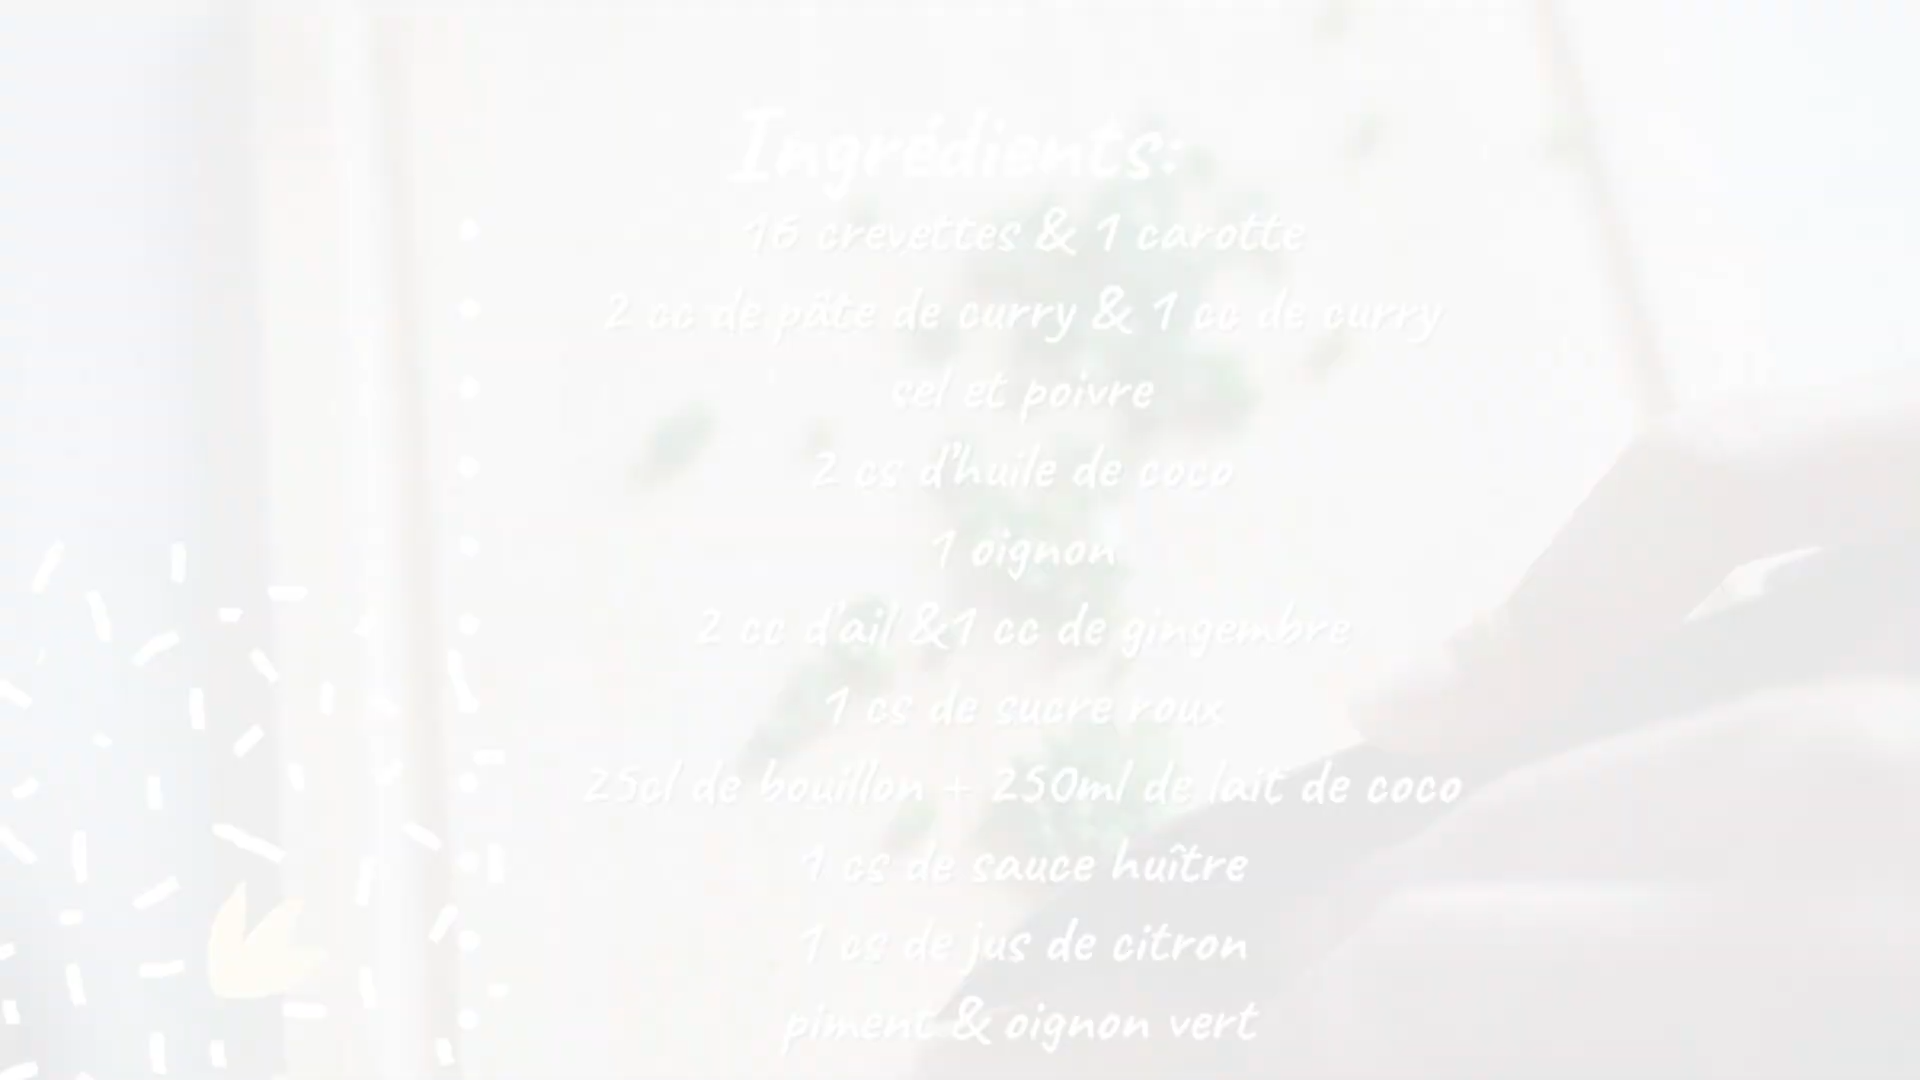 Ingrédients:
16 crevettes & 1 carotte
2 cc de pâte de curry & 1 cc de curry
sel et poivre
2 cs d'huile de coco
1 oignon
2 cc d'ail &1 cc de gingembre
1 cs de sucre roux
25cl de bouillon + 250ml de lait de coco
1 cs de sauce huître
1 cs de jus de citron
piment & oignon vert